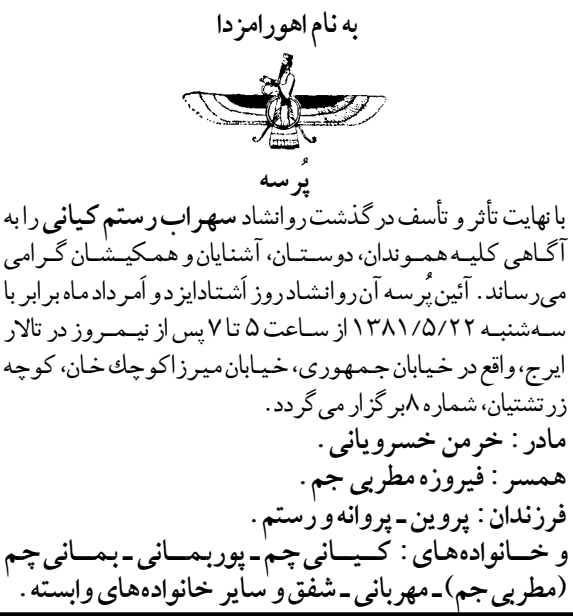 به نام اهورامزدا
پُرسه
با نهایت تأثر و تأسف درگذشت روانشاد سهراب رستم کیانی را به
آگاهی کلیه هموندان، دوستان، آشنایان و همکیشان گرامی
می‌رساند. آئین پُرسه آن روانشاد روز اَشتادایزد و اَمرداد ماه برابر با
سه‌شنبه ۱۳۸۱/۵/۲۲ از ساعت ۵ تا ۷ پس از نیمروز در تالار
ایرج، واقع در خیابان جمهوری، خیابان میرزاکوچك خان، کوچه
زرتشتیان، شماره ۸ برگزار می‌گردد.
مادر : خرمن خسرویانی .
همسر : فیروزه مطربی جم .
فرزندان : پروین ـ پروانه و رستم .
و خانواده‌های : کیانی چم ـ پوربمانی ـ بمانی چم
(مطربی جم) ـ مهربانی ـ شفق و سایر خانواده‌های وابسته .